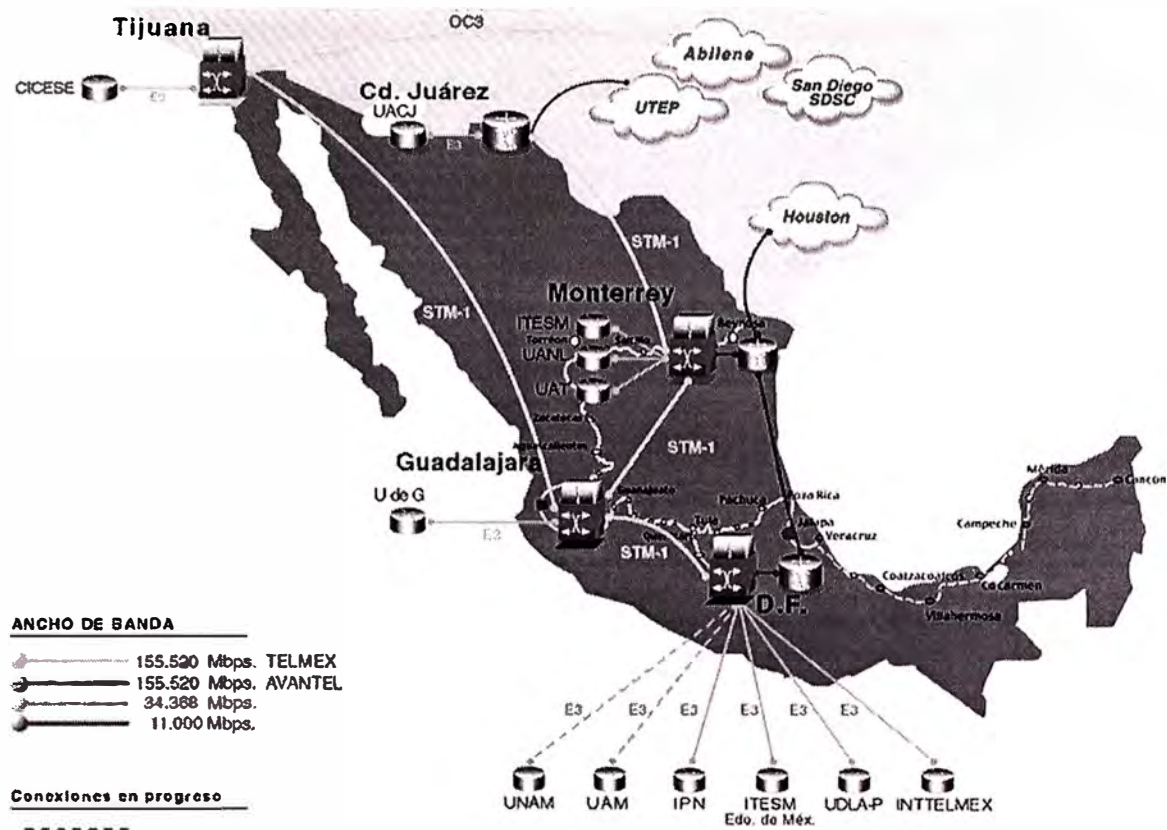 Tijuana
OC3
CICESE
E3
Cd. Juárez
UACJ
E3
Abilene
UTEP
San Diego
SDSC
Houston
STM-1
STM-1
Monterrey
ITESM
Torreón
Saltillo
Reynosa
UANL
UAT
Zacatecas
Aguascalientes
STM-1
Guadalajara
U de G
E3
Guanajuato
Pachuca
Poza Rica
Tula
Jalapa
Veracruz
STM-1
D.F.
Mérida
Cancún
Campeche
Coatzacoalcos
Cd Carmen
Villahermosa
ANCHO DE BANDA
155.520 Mbps. TELMEX
155.520 Mbps. AVANTEL
34.368 Mbps.
11.000 Mbps.
Conexiones en progreso
E3 E3 E3 E3 E3 E3
UNAM UAM IPN ITESM UDLA-P INTTELMEX
Edo. de Méx.